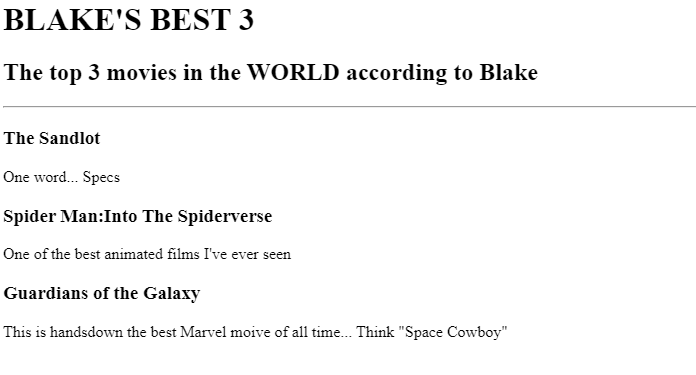 BLAKE'S BEST 3
The top 3 movies in the WORLD according to Blake
The Sandlot
One word... Specs
Spider Man:Into The Spiderverse
One of the best animated films I've ever seen
Guardians of the Galaxy
This is handsdown the best Marvel moive of all time... Think "Space Cowboy"